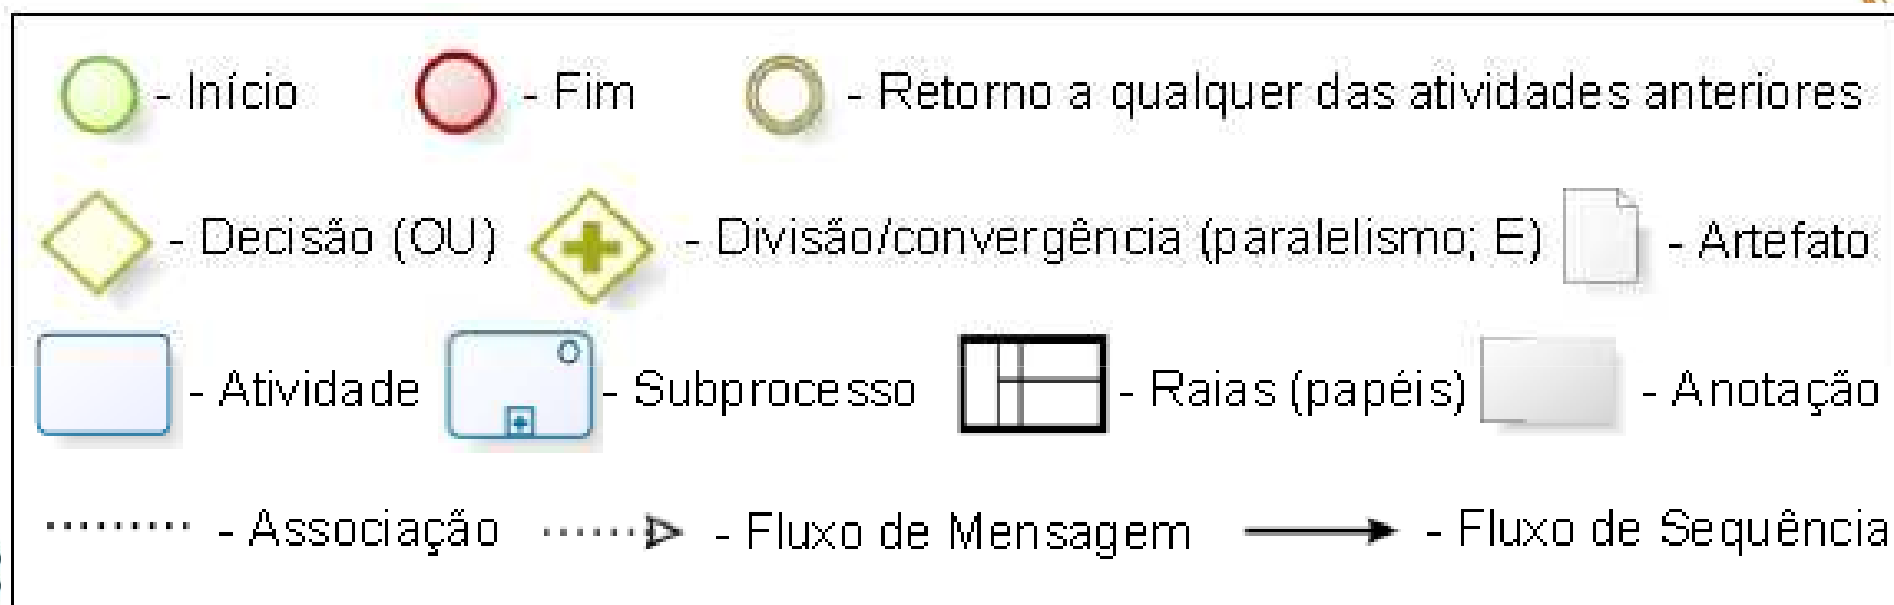 - Início - Fim - Retorno a qualquer das atividades anteriores
- Decisão (OU) - Divisão/convergência (paralelismo; E) - Artefato
- Atividade - Subprocesso - Raias (papéis) - Anotação
- Associação - Fluxo de Mensagem - Fluxo de Sequência